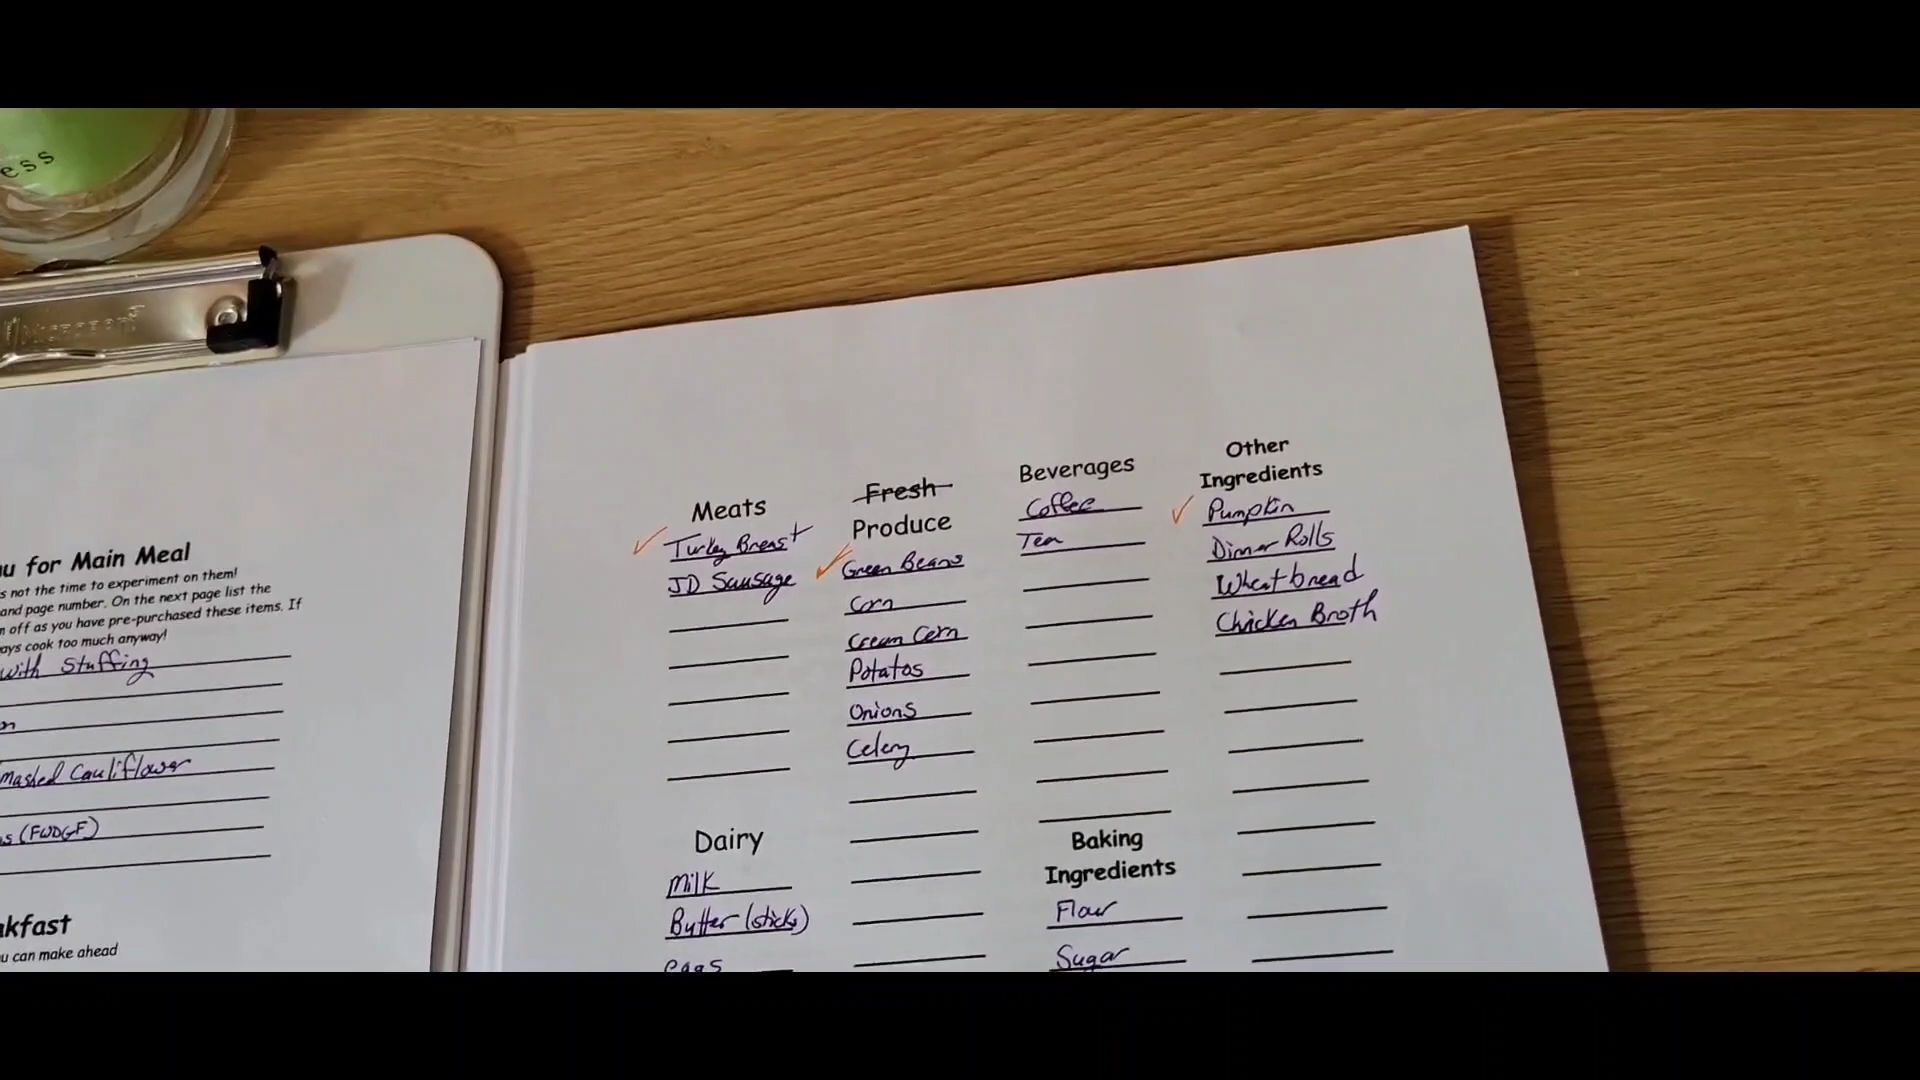 ess
u for Main Meal
s not the time to experiment on them!
and page number. On the next page list the
m off as you have pre-purchased these items. If
ays cook too much anyway!
with Stuffing
on
mashed Cauliflower
s (FWDGF)
akfast
u can make ahead
Meats
Turkey Breast
JD Sausage
Fresh
Produce
Green Beans
Corn
Cream Corn
Potatos
Onions
Celery
Beverages
Coffee
Tea
Other
Ingredients
Pumpkin
Dinner Rolls
Wheat bread
Chicken Broth
Dairy
Milk
Butter (sticks)
eggs
Baking
Ingredients
Flour
Sugar